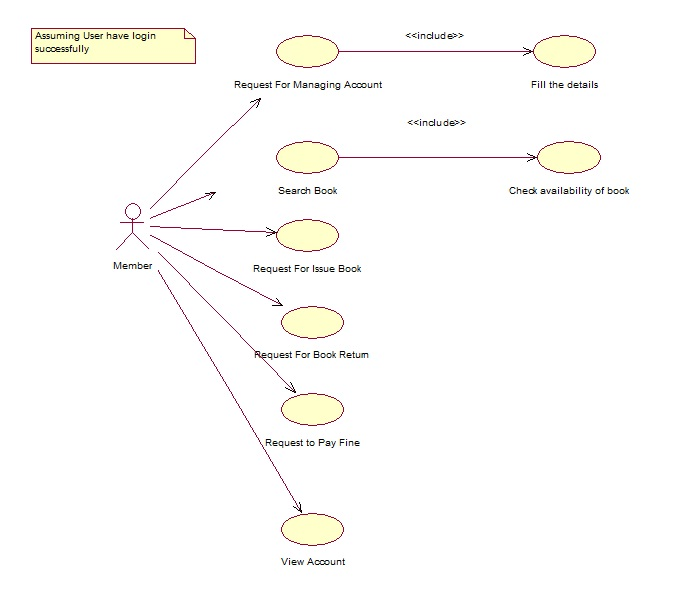 Assuming User have login
successfully
<<include>>
Request For Managing Account
Fill the details
<<include>>
Search Book
Check availability of book
Member
Request For Issue Book
Request For Book Return
Request to Pay Fine
View Account